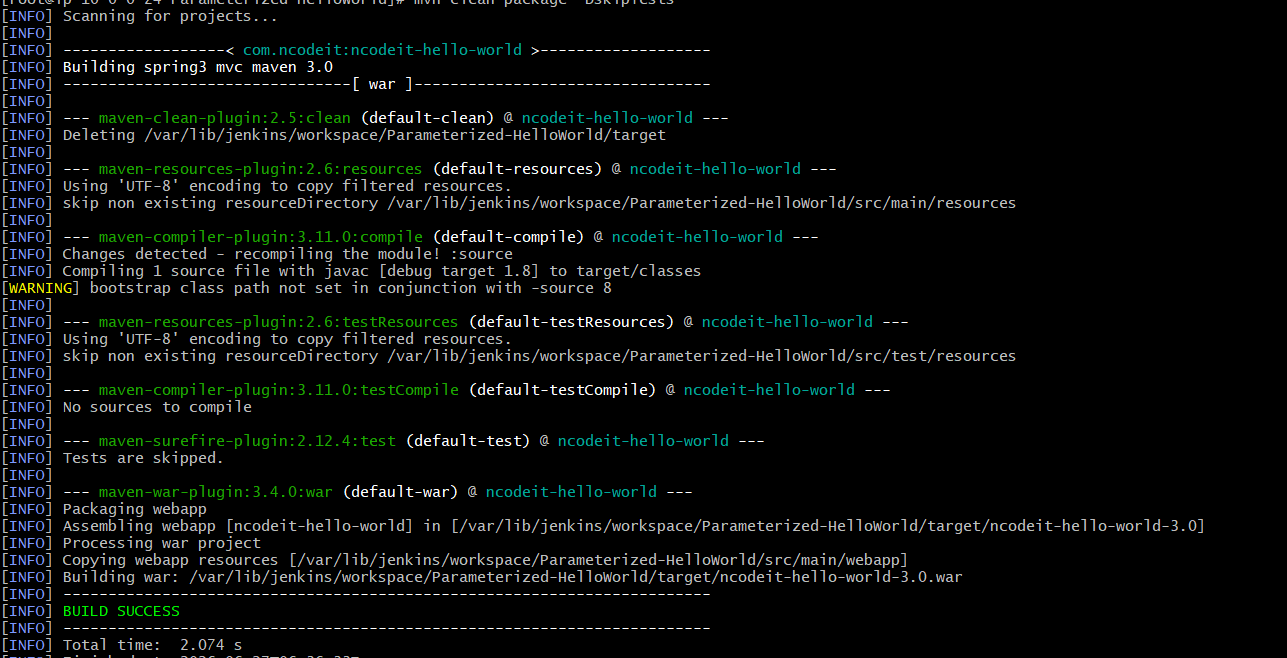 [root@ip-10-0-0-24 Parameterized-HelloWorld]# mvn clean package -DskipTests
[INFO] Scanning for projects...
[INFO]
[INFO] ------------------< com.ncodeit:ncodeit-hello-world >-------------------
[INFO] Building spring3 mvc maven 3.0
[INFO] --------------------------------[ war ]---------------------------------
[INFO]
[INFO] --- maven-clean-plugin:2.5:clean (default-clean) @ ncodeit-hello-world ---
[INFO] Deleting /var/lib/jenkins/workspace/Parameterized-HelloWorld/target
[INFO]
[INFO] --- maven-resources-plugin:2.6:resources (default-resources) @ ncodeit-hello-world ---
[INFO] Using 'UTF-8' encoding to copy filtered resources.
[INFO] skip non existing resourceDirectory /var/lib/jenkins/workspace/Parameterized-HelloWorld/src/main/resources
[INFO]
[INFO] --- maven-compiler-plugin:3.11.0:compile (default-compile) @ ncodeit-hello-world ---
[INFO] Changes detected - recompiling the module! :source
[INFO] Compiling 1 source file with javac [debug target 1.8] to target/classes
[WARNING] bootstrap class path not set in conjunction with -source 8
[INFO]
[INFO] --- maven-resources-plugin:2.6:testResources (default-testResources) @ ncodeit-hello-world ---
[INFO] Using 'UTF-8' encoding to copy filtered resources.
[INFO] skip non existing resourceDirectory /var/lib/jenkins/workspace/Parameterized-HelloWorld/src/test/resources
[INFO]
[INFO] --- maven-compiler-plugin:3.11.0:testCompile (default-testCompile) @ ncodeit-hello-world ---
[INFO] No sources to compile
[INFO]
[INFO] --- maven-surefire-plugin:2.12.4:test (default-test) @ ncodeit-hello-world ---
[INFO] Tests are skipped.
[INFO]
[INFO] --- maven-war-plugin:3.4.0:war (default-war) @ ncodeit-hello-world ---
[INFO] Packaging webapp
[INFO] Assembling webapp [ncodeit-hello-world] in [/var/lib/jenkins/workspace/Parameterized-HelloWorld/target/ncodeit-hello-world-3.0]
[INFO] Processing war project
[INFO] Copying webapp resources [/var/lib/jenkins/workspace/Parameterized-HelloWorld/src/main/webapp]
[INFO] Building war: /var/lib/jenkins/workspace/Parameterized-HelloWorld/target/ncodeit-hello-world-3.0.war
[INFO] ------------------------------------------------------------------------
[INFO] BUILD SUCCESS
[INFO] ------------------------------------------------------------------------
[INFO] Total time:  2.074 s
[INFO]